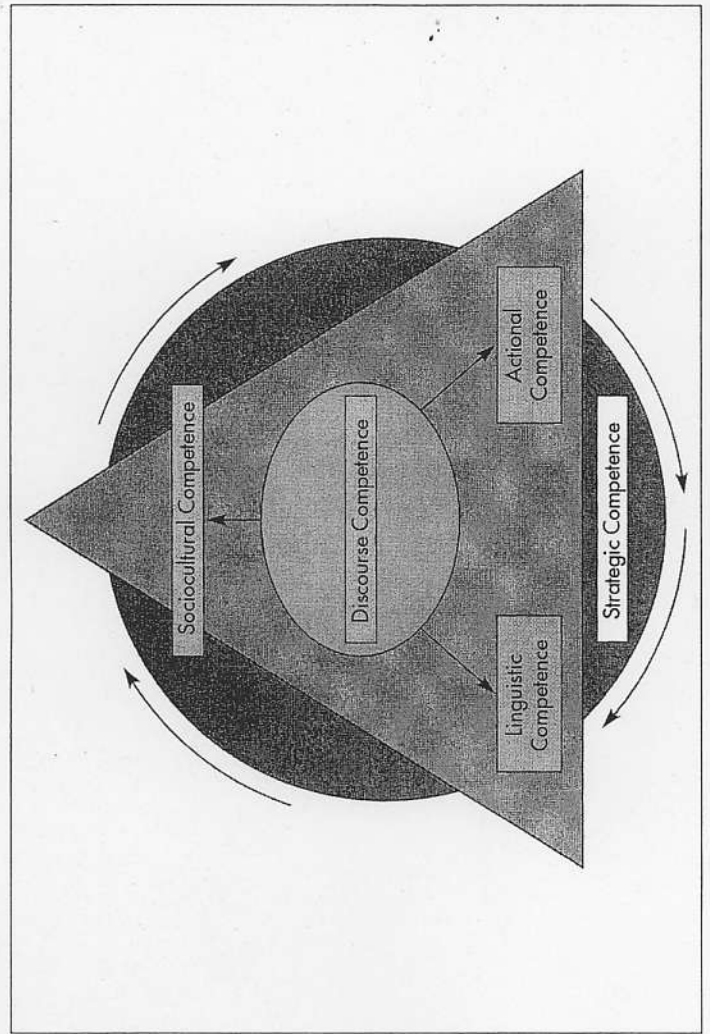 Sociocultural Competence
Discourse Competence
Linguistic
Competence
Actional
Competence
Strategic Competence